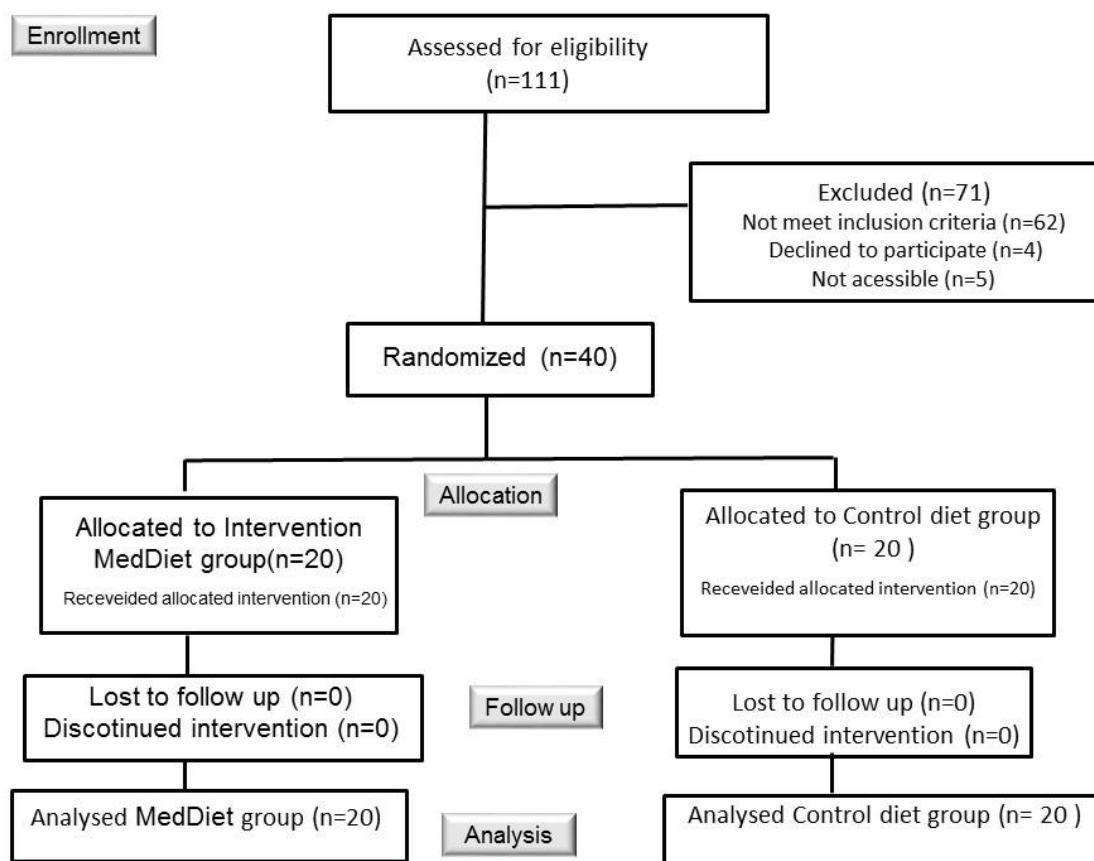 Enrollment
Assessed for eligibility
(n=111)
Excluded (n=71)
Not meet inclusion criteria (n=62)
Declined to participate (n=4)
Not acessible (n=5)
Randomized (n=40)
Allocation
Allocated to Intervention
MedDiet group(n=20)
Receveided allocated intervention (n=20)
Allocated to Control diet group
(n= 20 )
Receveided allocated intervention (n=20)
Lost to follow up (n=0)
Discotinued intervention (n=0)
Follow up
Lost to follow up (n=0)
Discotinued intervention (n=0)
Analysed MedDiet group (n=20)
Analysis
Analysed Control diet group (n= 20 )